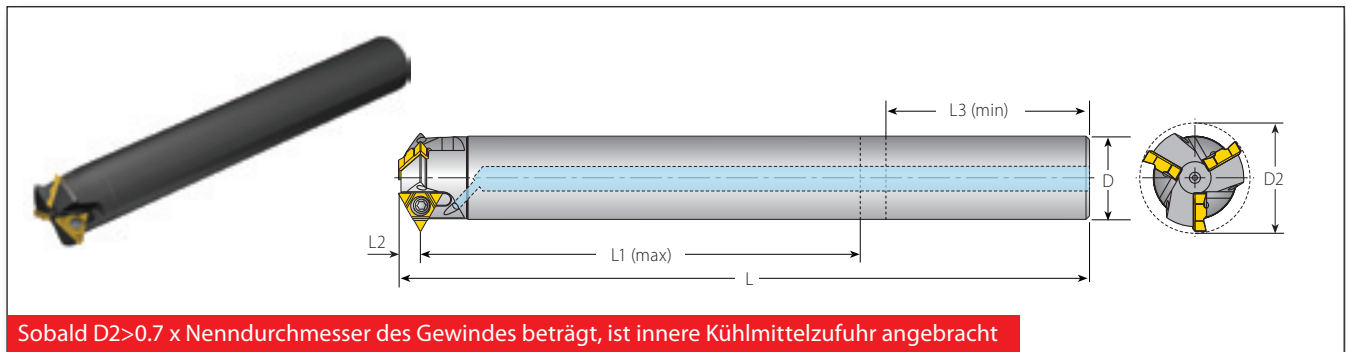 L3 (min)
D
D2
L2
L1 (max)
L
Sobald D2>0.7 x Nenndurchmesser des Gewindes beträgt, ist innere Kühlmittelzufuhr angebracht